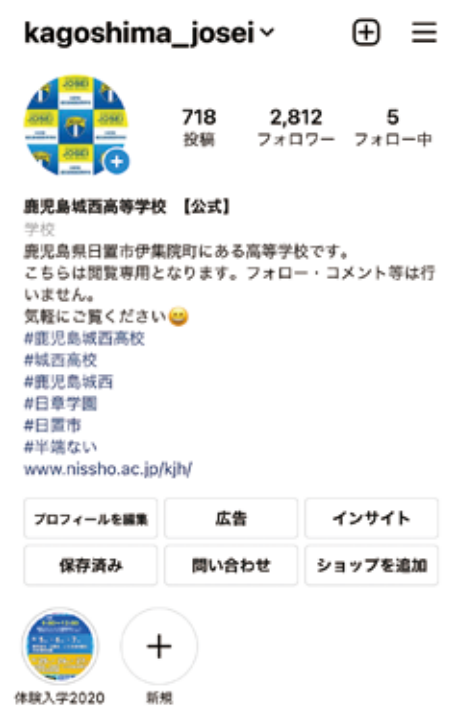 kagoshima_josei
718
2,812
5
投稿
フォロワー
フォロー中
鹿児島城西高等学校 【公式】
学校
鹿児島県日置市伊集院町にある高等学校です。
こちらは閲覧専用となります。フォロー・コメント等は行
いません。
気軽にご覧ください😀
#鹿児島城西高校
#城西高校
#鹿児島城西
#日章学園
#日置市
#半端ない
www.nissho.ac.jp/kjh/
プロフィールを編集
広告
インサイト
保存済み
問い合わせ
ショップを追加
体験入学2020
新規